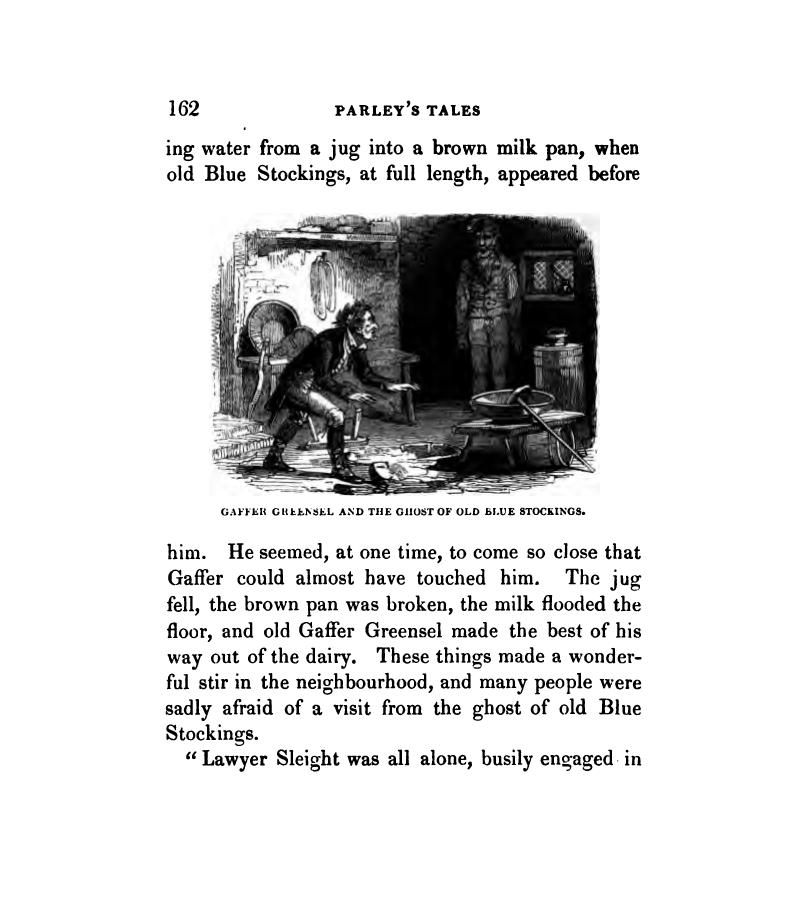 162
PARLEY'S TALES
ing water from a jug into a brown milk pan, when
old Blue Stockings, at full length, appeared before
GAFFER GREENSEL AND THE GHOST OF OLD BLUE STOCKINGS.
him. He seemed, at one time, to come so close that
Gaffer could almost have touched him. The jug
fell, the brown pan was broken, the milk flooded the
floor, and old Gaffer Greensel made the best of his
way out of the dairy. These things made a wonder-
ful stir in the neighbourhood, and many people were
sadly afraid of a visit from the ghost of old Blue
Stockings.
“ Lawyer Sleight was all alone, busily engaged in